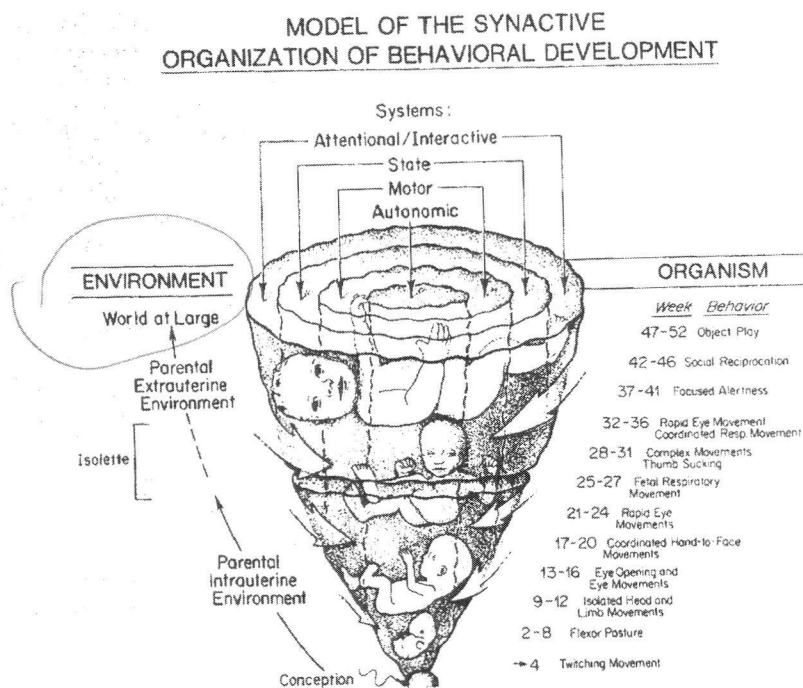 MODEL OF THE SYNACTIVE
ORGANIZATION OF BEHAVIORAL DEVELOPMENT
Systems:
Attentional/Interactive
State
Motor
Autonomic
ENVIRONMENT
World at Large
Parental
Extrauterine
Environment
Isolette
Parental
Intrauterine
Environment
Conception
ORGANISM
Week Behavior
47-52 Object Play
42-46 Social Reciprocation
37-41 Focused Alertness
32-36 Rapid Eye Movement
Coordinated Resp. Movement
28-31 Complex Movements
Thumb Sucking
25-27 Fetal Respiratory
Movement
21-24 Rapid Eye
Movements
17-20 Coordinated Hand-to-Face
Movements
13-16 Eye Opening and
Eye Movements
9-12 Isolated Head and
Limb Movements
2-8 Flexor Posture
→4 Twitching Movement